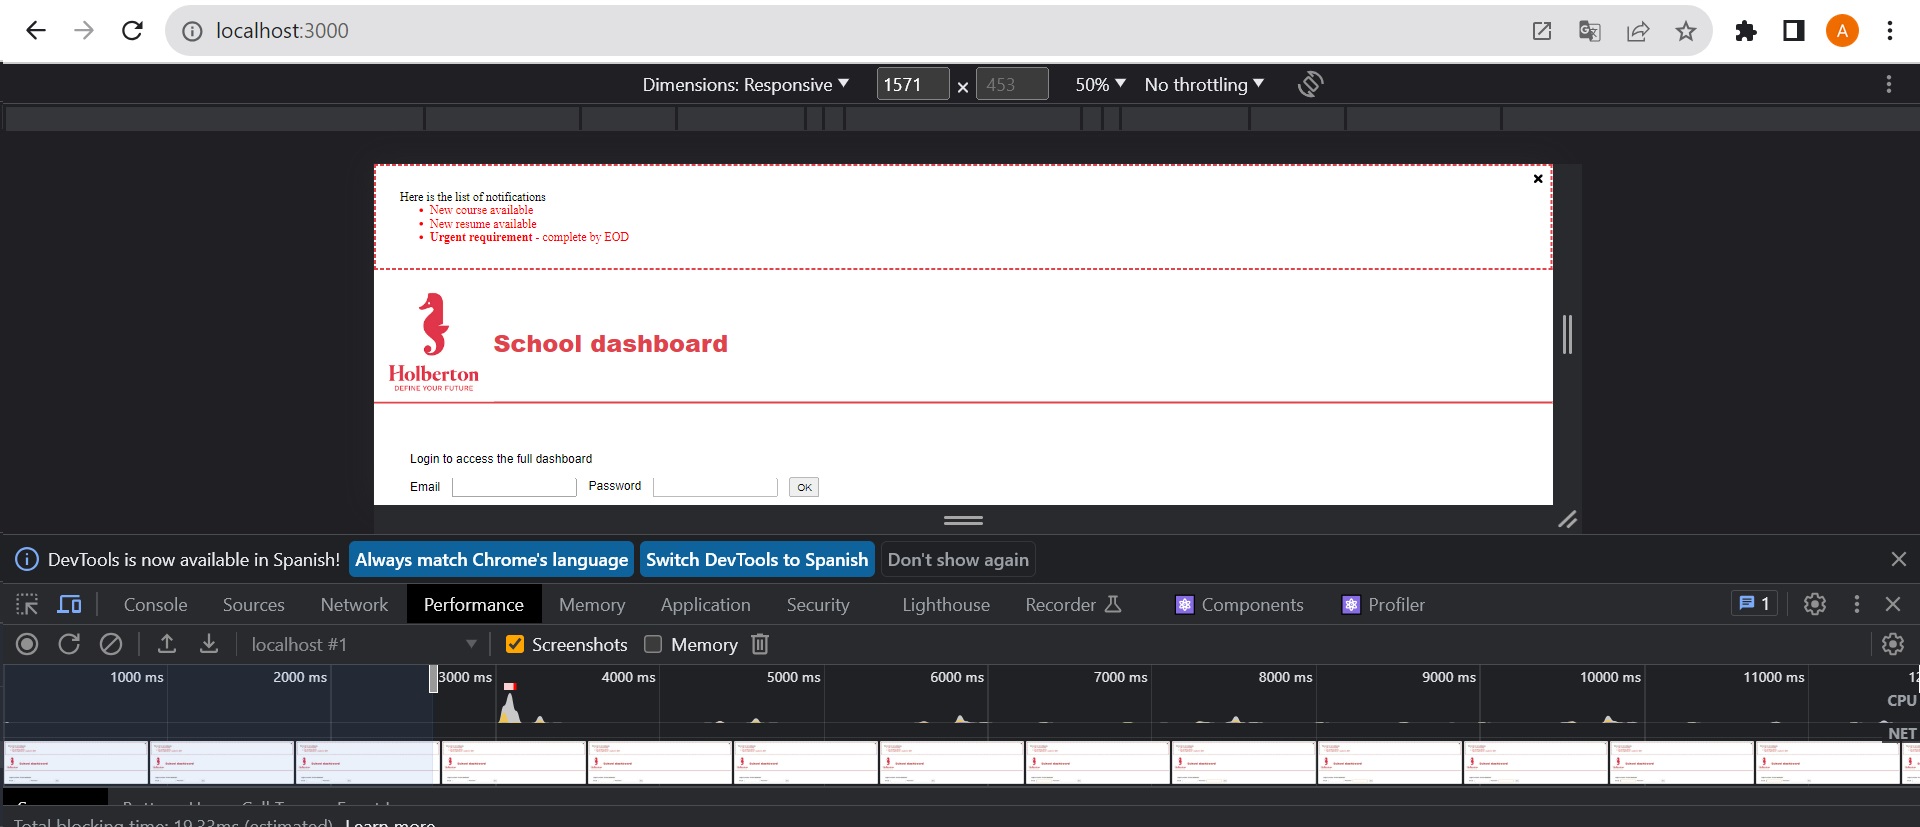 localhost:3000
A
Dimensions: Responsive 1571 × 453 50% No throttling
Here is the list of notifications
New course available
New resume available
Urgent requirement - complete by EOD
School dashboard
Holberton
DEFINE YOUR FUTURE
Login to access the full dashboard
Email Password OK
DevTools is now available in Spanish! Always match Chrome's language Switch DevTools to Spanish Don't show again
Console Sources Network Performance Memory Application Security Lighthouse Recorder Components Profiler 1
localhost #1 Screenshots Memory
1000 ms 2000 ms 3000 ms 4000 ms 5000 ms 6000 ms 7000 ms 8000 ms 9000 ms 10000 ms 11000 ms
CPU
NET
Total blocking time: 19.33ms (estimated) Learn more